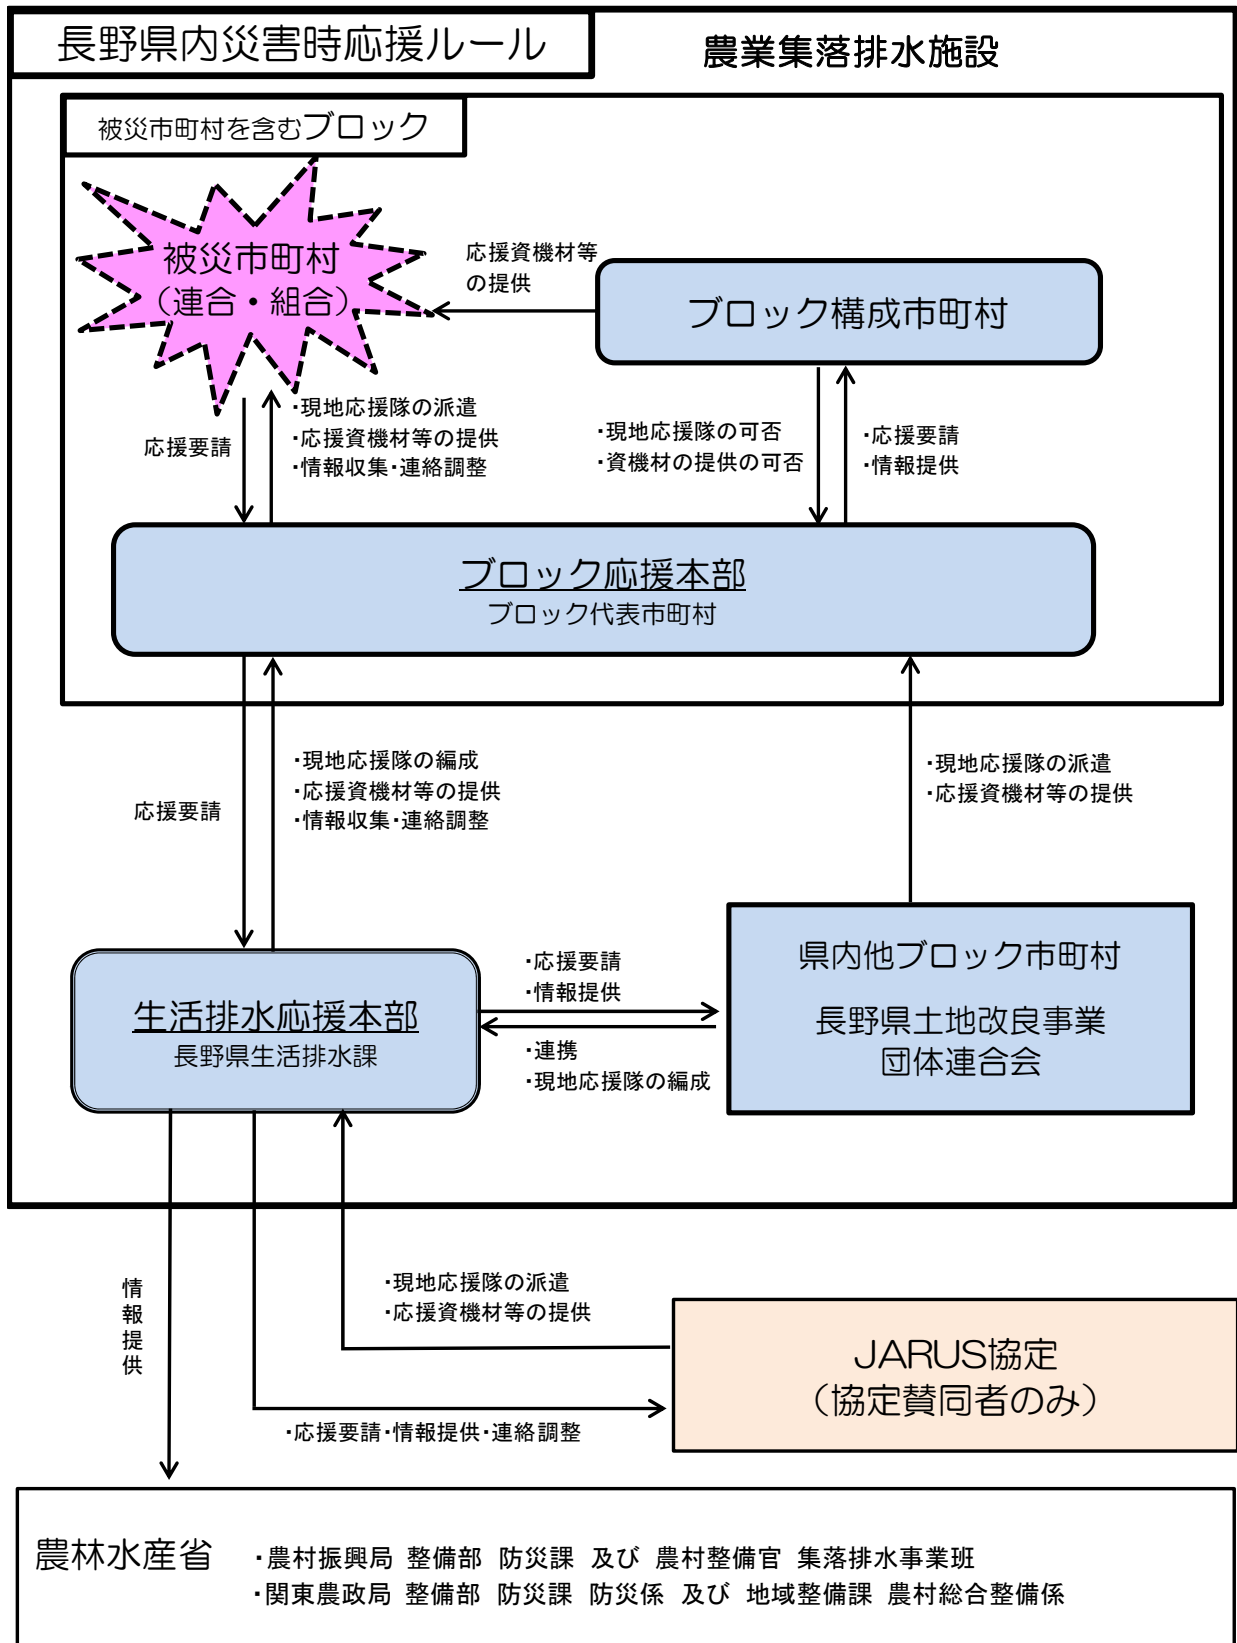 長野県内災害時応援ルール
農業集落排水施設
被災市町村を含むブロック
被災市町村
（連合・組合）
応援資機材等
の提供
ブロック構成市町村
応援要請
・現地応援隊の派遣
・応援資機材等の提供
・情報収集・連絡調整
・現地応援隊の可否
・資機材の提供の可否
・応援要請
・情報提供
ブロック応援本部
ブロック代表市町村
応援要請
・現地応援隊の編成
・応援資機材等の提供
・情報収集・連絡調整
・現地応援隊の派遣
・応援資機材等の提供
生活排水応援本部
長野県生活排水課
・応援要請
・情報提供
・連携
・現地応援隊の編成
県内他ブロック市町村
長野県土地改良事業
団体連合会
情報提供
・現地応援隊の派遣
・応援資機材等の提供
・応援要請・情報提供・連絡調整
JARUS協定
（協定賛同者のみ）
農林水産省
・農村振興局 整備部 防災課 及び 農村整備官 集落排水事業班
・関東農政局 整備部 防災課 防災係 及び 地域整備課 農村総合整備係